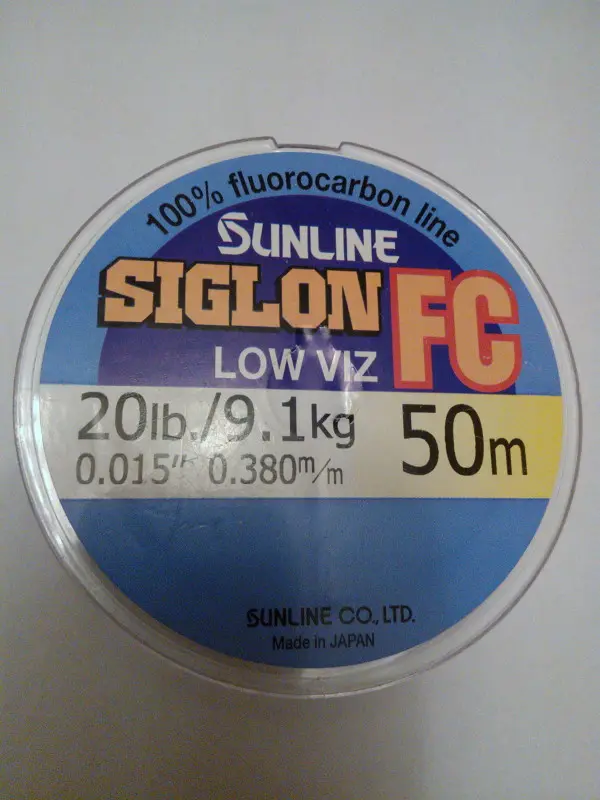 100% fluorocarbon line
SUNLINE
SIGLON FC
LOW VIZ
20lb./9.1kg 50m
0.015" 0.380m/m
SUNLINE CO., LTD.
Made in JAPAN